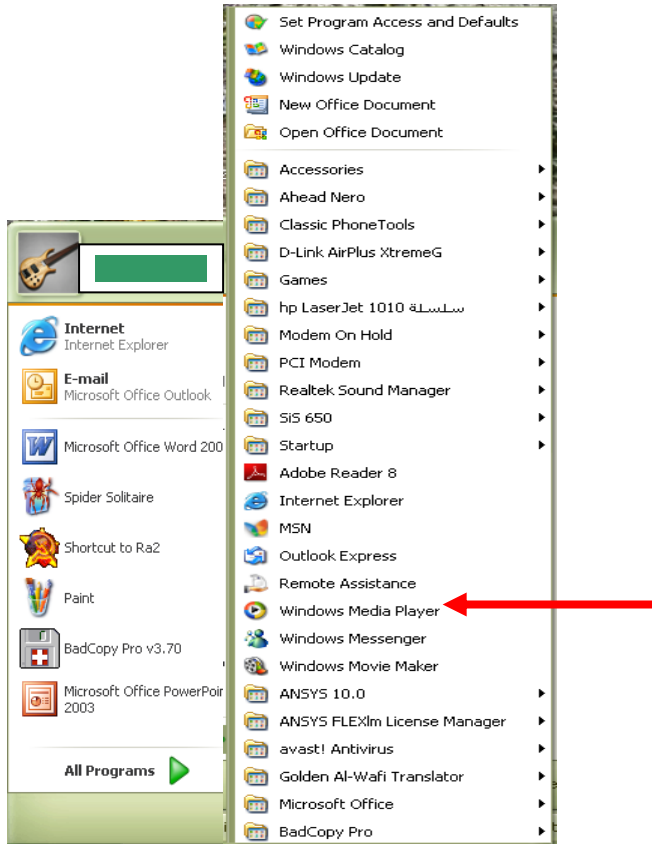 Set Program Access and Defaults
Windows Catalog
Windows Update
New Office Document
Open Office Document
Accessories
Ahead Nero
Classic PhoneTools
D-Link AirPlus XtremeG
Games
hp LaserJet 1010 سلسلة
Modem On Hold
PCI Modem
Realtek Sound Manager
SiS 650
Startup
Adobe Reader 8
Internet Explorer
MSN
Outlook Express
Remote Assistance
Windows Media Player
Windows Messenger
Windows Movie Maker
ANSYS 10.0
ANSYS FLEXlm License Manager
avast! Antivirus
Golden Al-Wafi Translator
Microsoft Office
BadCopy Pro
Internet
Internet Explorer
E-mail
Microsoft Office Outlook
Microsoft Office Word 200
Spider Solitaire
Shortcut to Ra2
Paint
BadCopy Pro v3.70
Microsoft Office PowerPoir
2003
All Programs